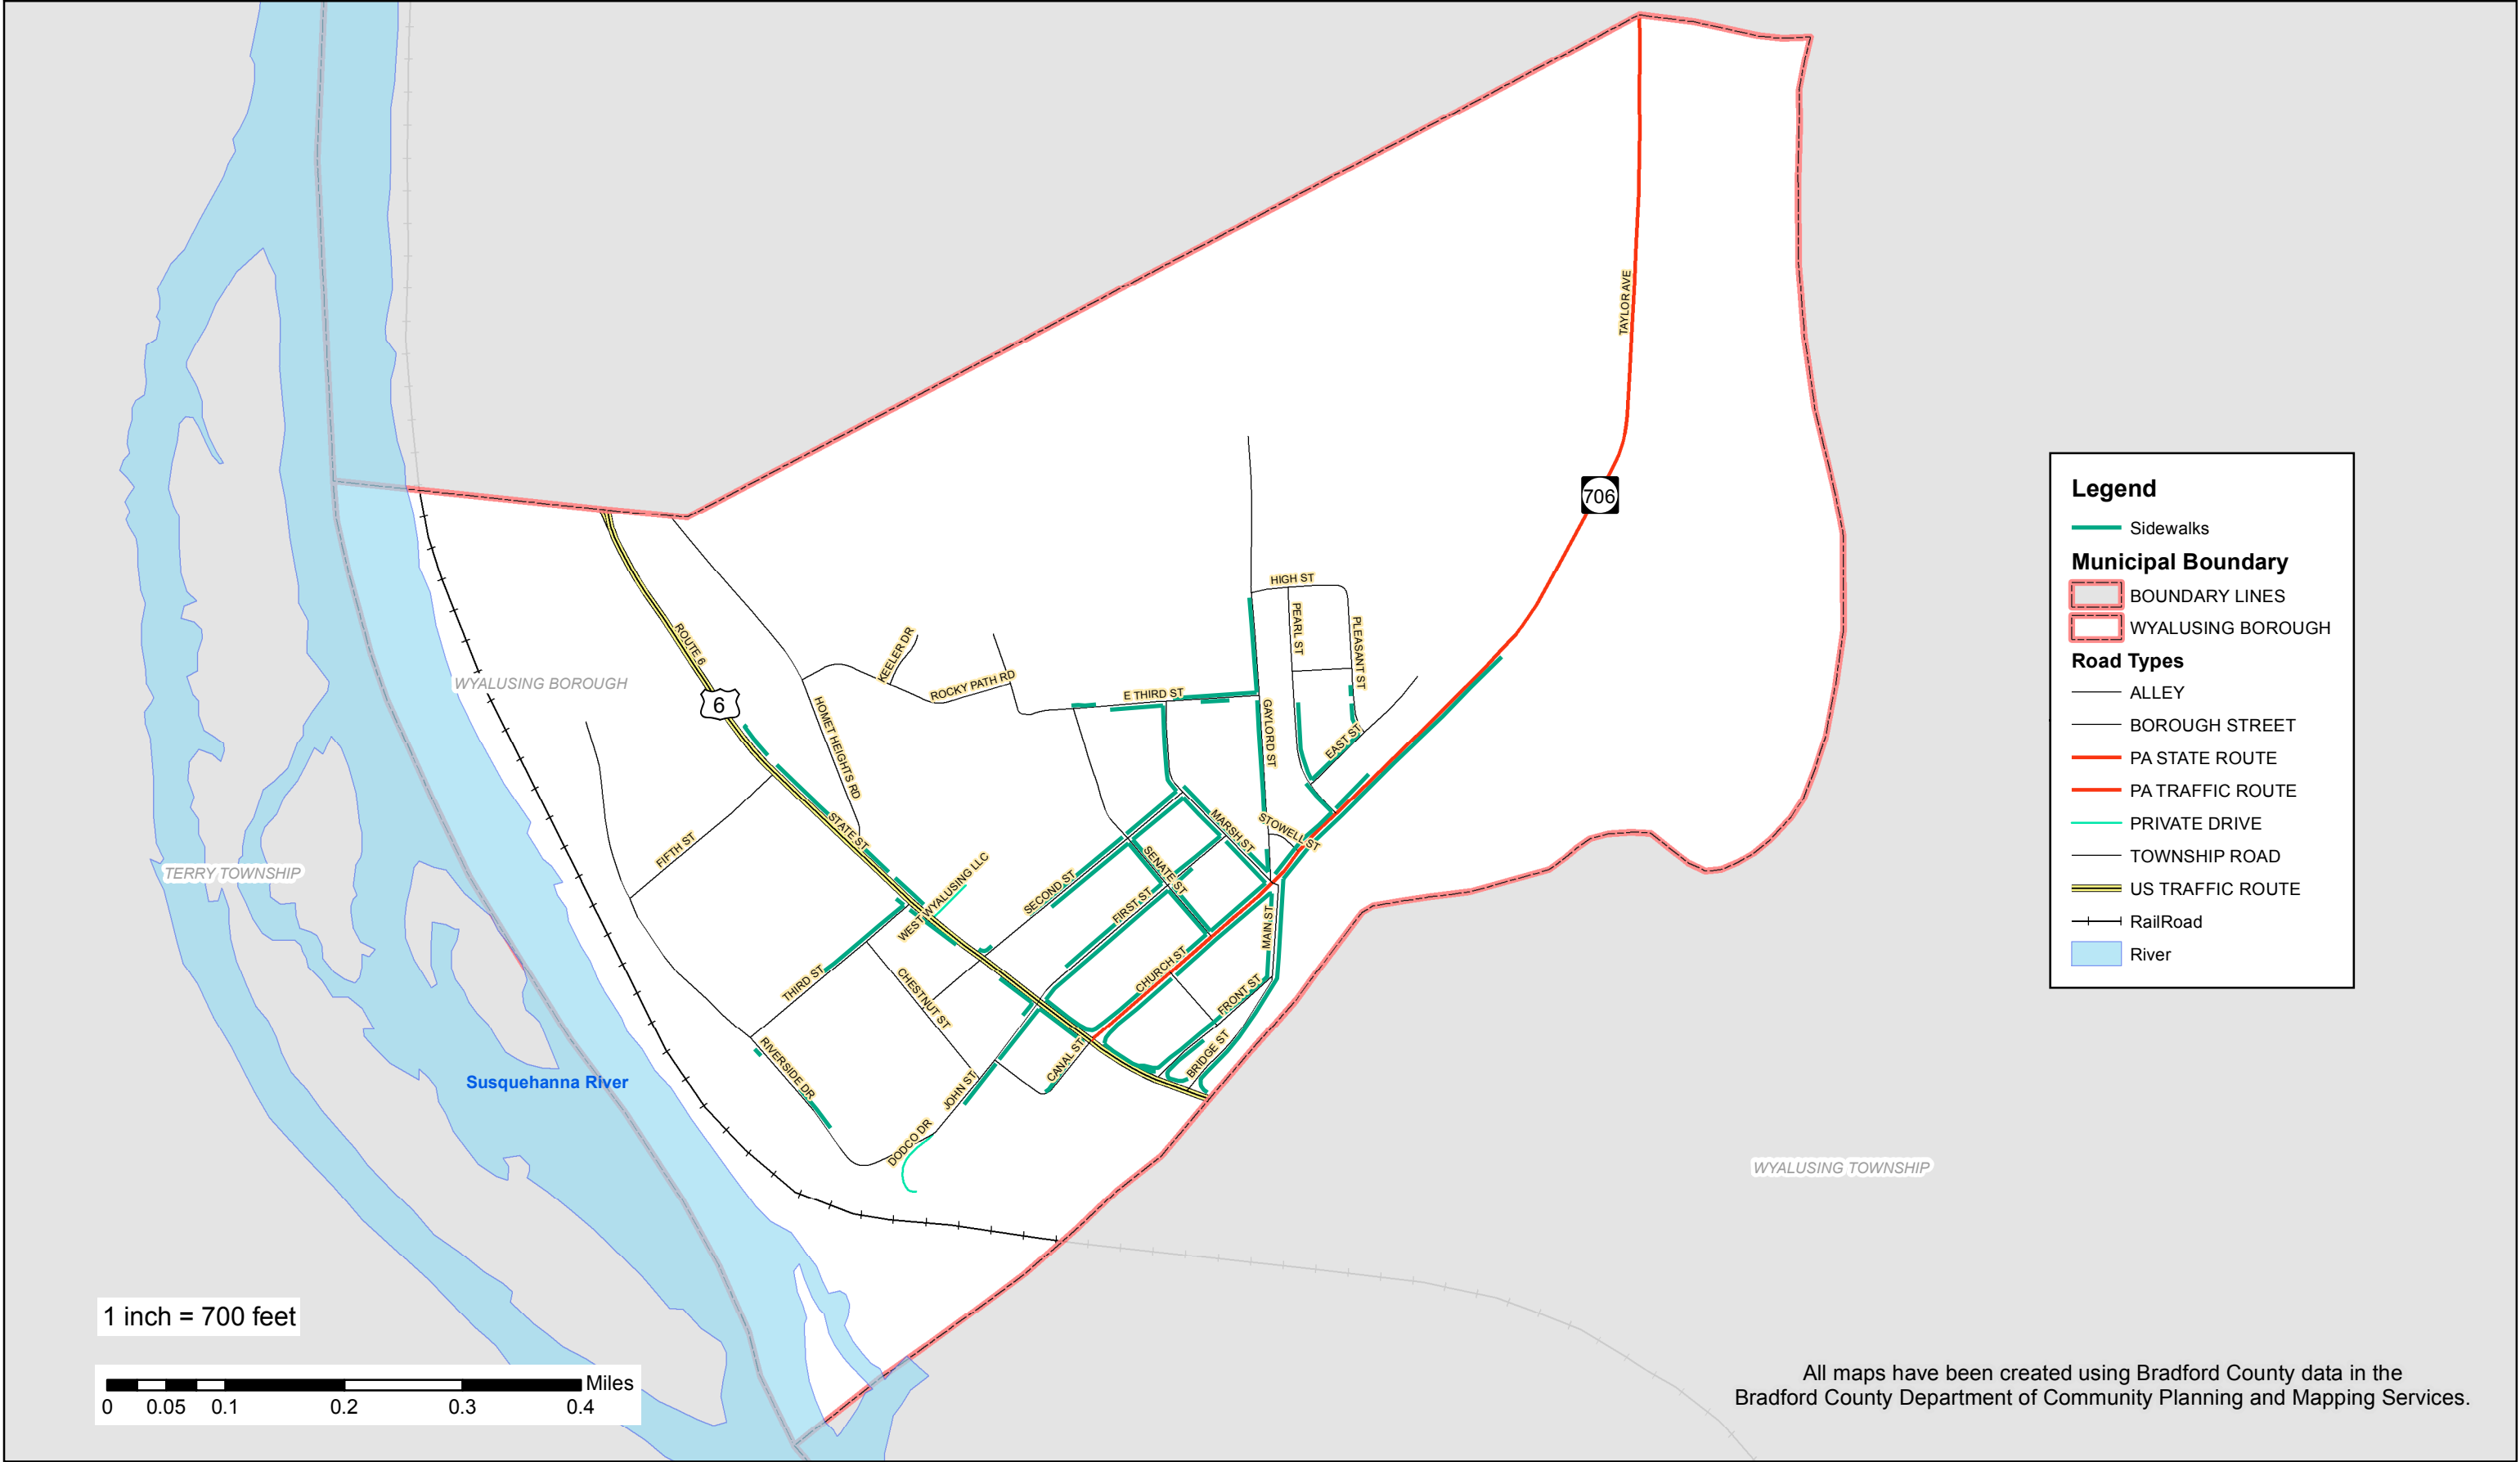 TAYLOR AVE
706
HIGH ST
PEARL ST
PLEASANT ST
KEELER DR
ROUTE 6
ROCKY PATH RD
E THIRD ST
WYALUSING BOROUGH
6
HOMET HEIGHTS RD
GAYLORD ST
EAST ST
STATE ST
MARSH ST
STOWELL ST
FIFTH ST
WEST WYALUSING LLC
SENATE ST
SECOND ST
FIRST ST
TERRY TOWNSHIP
MAIN ST
CHURCH ST
THIRD ST
CHESTNUT ST
FRONT ST
BRIDGE ST
CANAL ST
RIVERSIDE DR
JOHN ST
DODCO DR
Susquehanna River
WYALUSING TOWNSHIP
Legend
Sidewalks
Municipal Boundary
BOUNDARY LINES
WYALUSING BOROUGH
Road Types
ALLEY
BOROUGH STREET
PA STATE ROUTE
PA TRAFFIC ROUTE
PRIVATE DRIVE
TOWNSHIP ROAD
US TRAFFIC ROUTE
RailRoad
River
1 inch = 700 feet
Miles
0 0.05 0.1 0.2 0.3 0.4
All maps have been created using Bradford County data in the
Bradford County Department of Community Planning and Mapping Services.